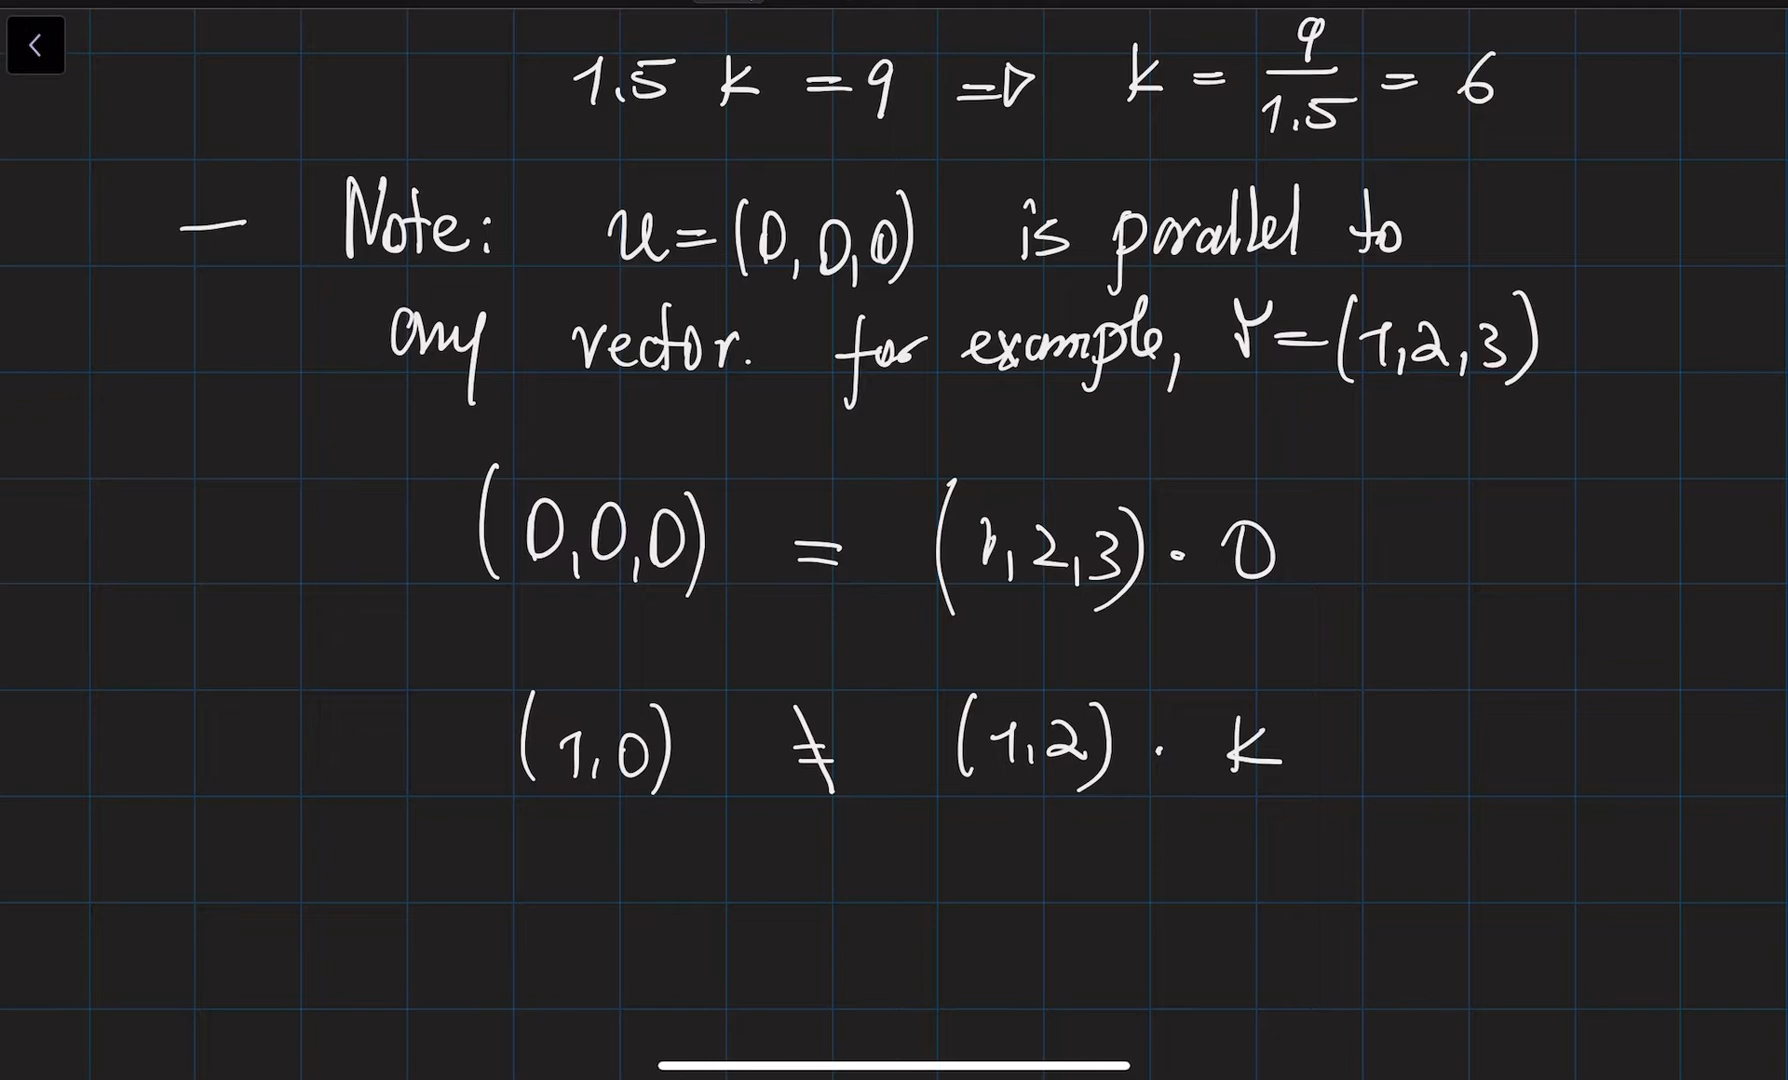 1.5 k = 9 => k = 9/1.5 = 6
- Note: u=(0,0,0) is parallel to
any vector. for example, V=(1,2,3)
(0,0,0) = (1,2,3) · 0
(1,0) ≠ (1,2) · k